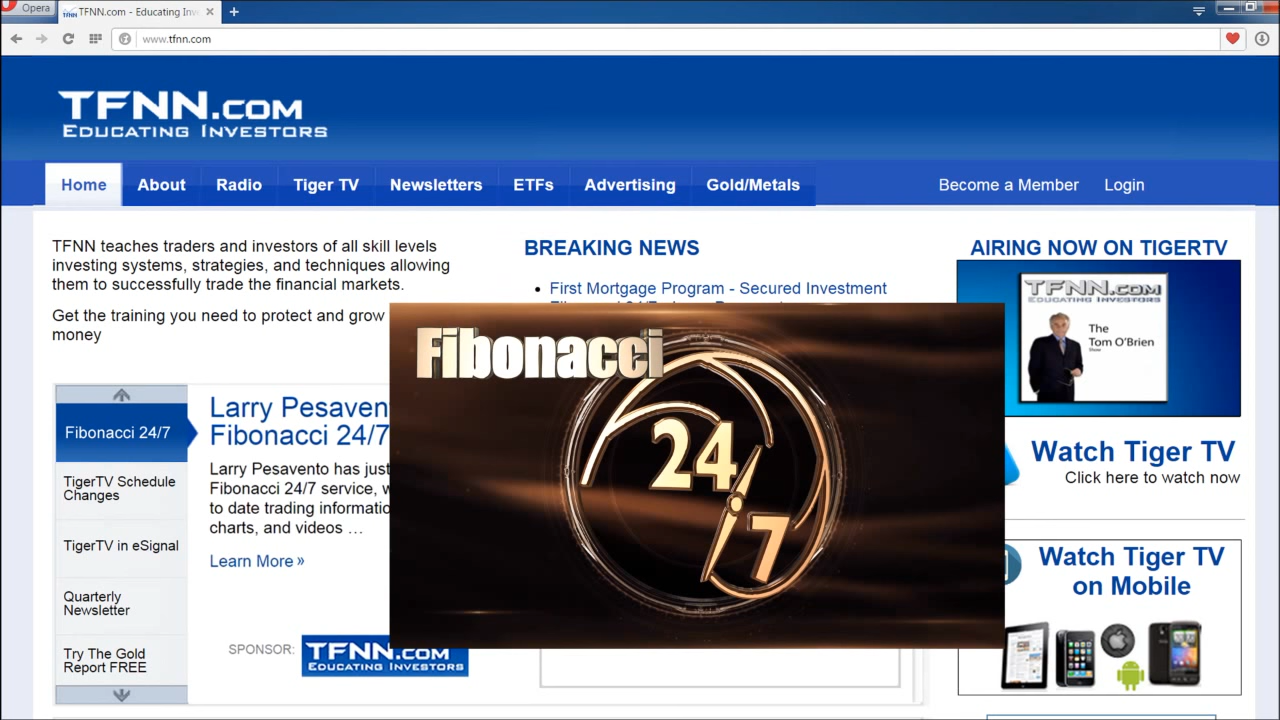 Opera
TFNN.com - Educating Inv
www.tfnn.com
TFNN.COM
EDUCATING INVESTORS
Home
About
Radio
Tiger TV
Newsletters
ETFs
Advertising
Gold/Metals
Become a Member
Login
TFNN teaches traders and investors of all skill levels
investing systems, strategies, and techniques allowing
them to successfully trade the financial markets.
Get the training you need to protect and grow
money
BREAKING NEWS
First Mortgage Program - Secured Investment
AIRING NOW ON TIGERTV
TFNN.COM
EDUCATING INVESTORS
The
Tom O'Brien
Show
Fibonacci 24/7
TigerTV Schedule
Changes
TigerTV in eSignal
Quarterly
Newsletter
Try The Gold
Report FREE
Larry Pesaven
Fibonacci 24/7
Larry Pesavento has just
Fibonacci 24/7 service, w
to date trading informatio
charts, and videos …
Learn More »
SPONSOR:
TFNN.COM
EDUCATING INVESTORS
Fibonacci
24
7
Watch Tiger TV
Click here to watch now
Watch Tiger TV
on Mobile